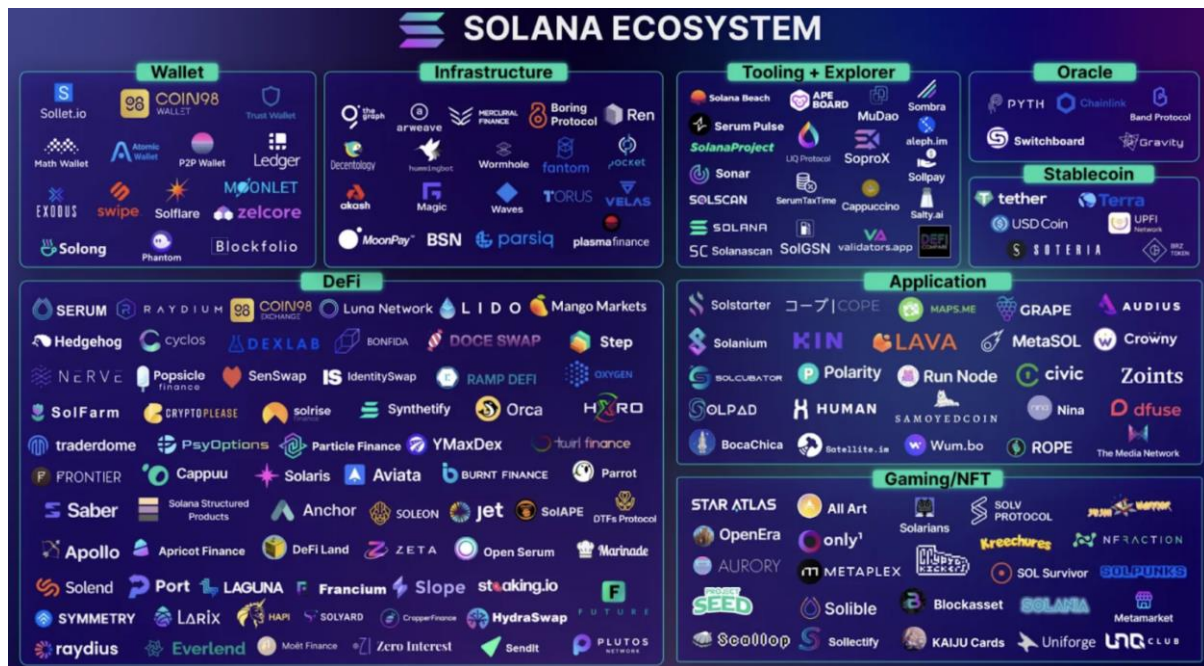 SOLANA ECOSYSTEM
Wallet
Sollet.io
98 COIN98 WALLET
Trust Wallet
Math Wallet
Atomic Wallet
P2P Wallet
Ledger
EXODUS
swipe
Solflare
MOONLET
zelcore
Solong
Phantom
Blockfolio
Infrastructure
the graph
arweave
MERCURIAL FINANCE
Boring Protocol
Ren
Decentology
hummingbot
Wormhole
fantom
pocket
akash
Magic
Waves
TORUS
VELAS
MoonPay
BSN
parsiq
plasmafinance
Tooling + Explorer
Solana Beach
APE BOARD
MuDao
Sombra
Serum Pulse
LIQ Protocol
SoproX
aleph.im
SolanaProject
Sollpay
Sonar
SOLSCAN
SerumTaxTime
Cappuccino
Salty.ai
SOLANA
SC Solanascan
SolGSN
validators.app
DEFI COMPARE
Oracle
PYTH
Chainlink
Band Protocol
Switchboard
Gravity
Stablecoin
tether
Terra
USD Coin
UPFI Network
SOTERIA
BRZ TOKEN
DeFi
SERUM
RAYDIUM
98 COIN98 EXCHANGE
Luna Network
LIDO
Mango Markets
Hedgehog
cyclos
DEXLAB
BONFIDA
DOCE SWAP
Step
NERVE
Popsicle finance
SenSwap
IS IdentitySwap
RAMP DEFI
OXYGEN
SolFarm
CRYPTOPLEASE
solrise
Synthetify
Orca
HXRO
traderdome
PsyOptions
Particle Finance
YMaxDex
twirl finance
FRONTIER
Cappuu
Solaris
Aviata
BURNT FINANCE
Parrot
Saber
Solana Structured Products
Anchor
SOLEON
jet
SolAPE
DTFs Protocol
Apollo
Apricot Finance
DeFi Land
ZETA
Open Serum
Marinade
Solend
Port
LAGUNA
Francium
Slope
staking.io
FUTURE
SYMMETRY
LARIX
HAPI
SOLYARD
CropperFinance
HydraSwap
raydius
Everlend
Moët Finance
Zero Interest
SendIt
PLUTOS NETWORK
Application
Solstarter
コープ|COPE
MAPS.ME
GRAPE
AUDIUS
Solanium
KIN
LAVA
MetaSOL
Crowny
SOLCUBATOR
Polarity
Run Node
civic
Zoints
SOLPAD
HUMAN
SAMOYEDCOIN
Nina
dfuse
BocaChica
Satellite.im
Wum.bo
ROPE
The Media Network
Gaming/NFT
STAR ATLAS
All Art
Solarians
SOLV PROTOCOL
OpenEra
only1
Kreechures
NFRACTION
AURORY
METAPLEX
SOL Survivor
SOLPUNKS
PROJECT SEED
Solible
Blockasset
SOLANIA
Metamarket
Scallop
Sollectify
KAIJU Cards
Uniforge
UNQ CLUB